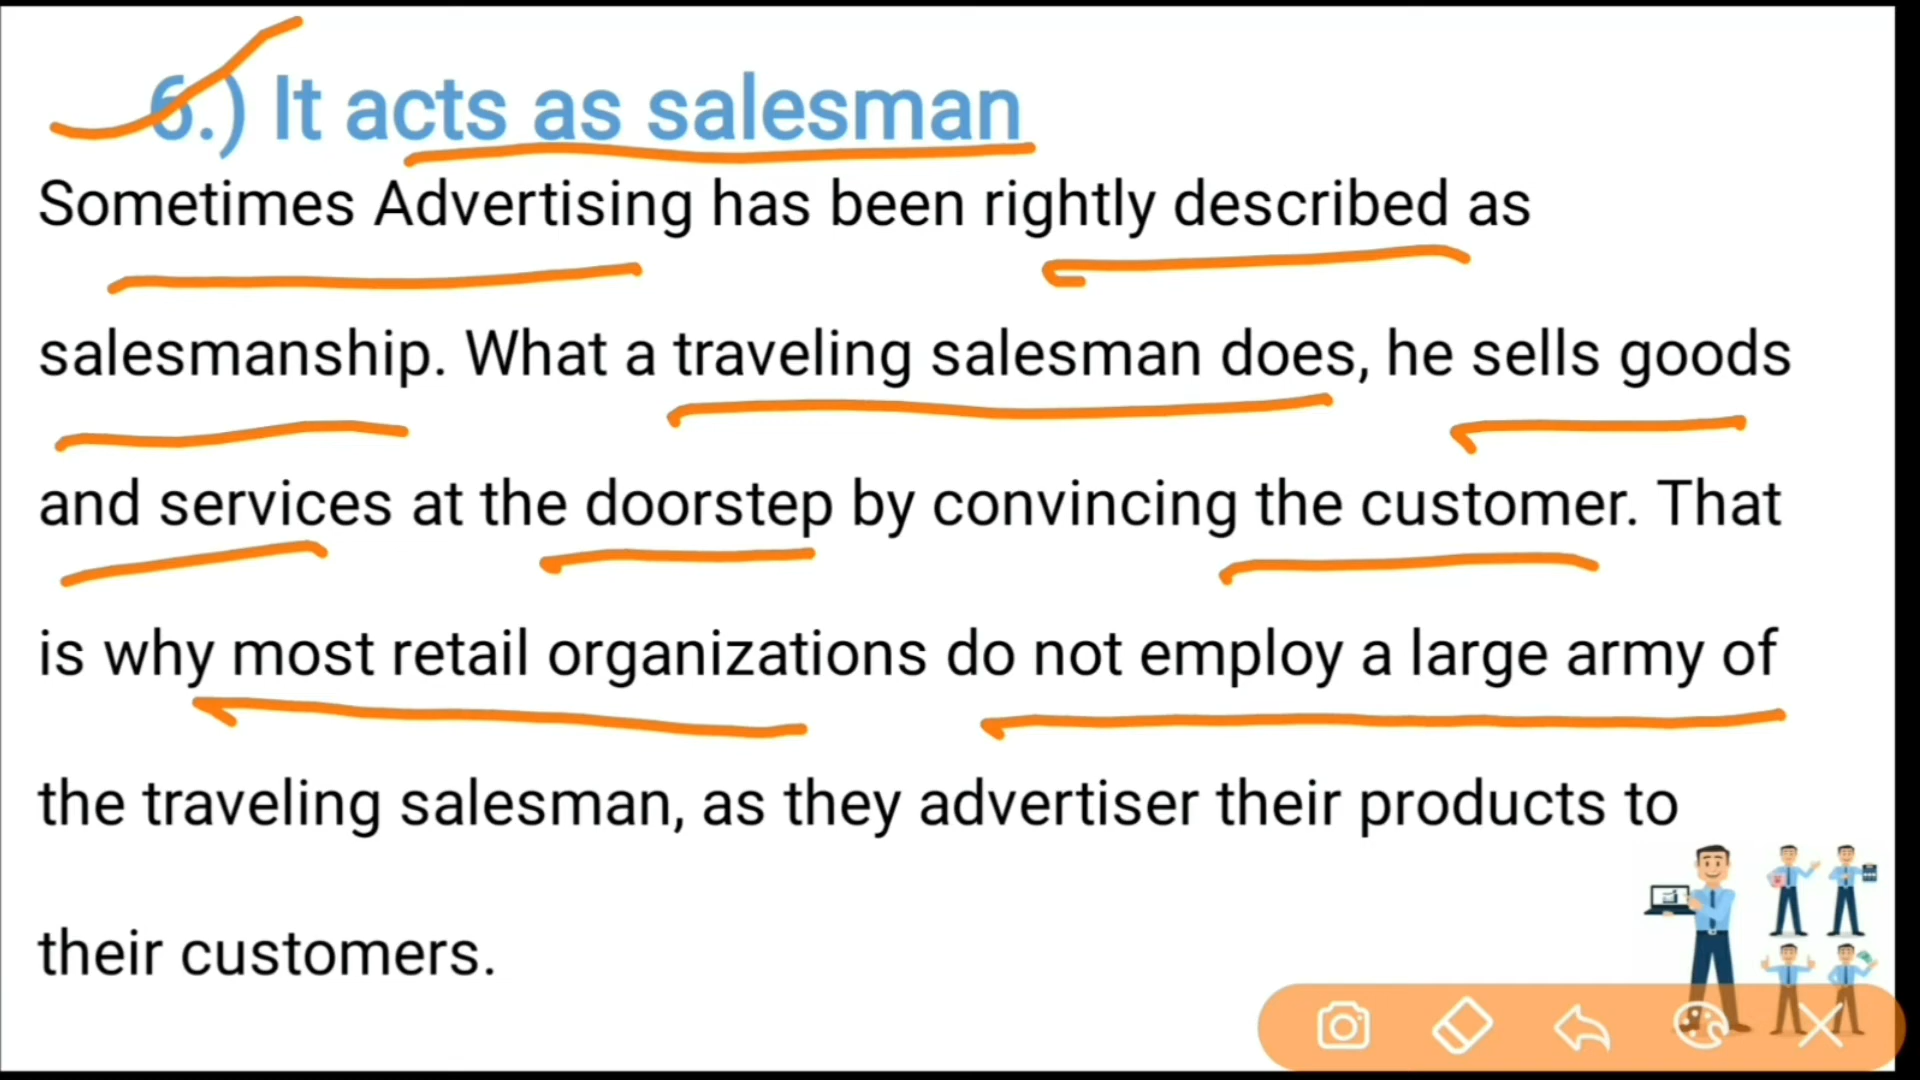 6.) It acts as salesman
Sometimes Advertising has been rightly described as
salesmanship. What a traveling salesman does, he sells goods
and services at the doorstep by convincing the customer. That
is why most retail organizations do not employ a large army of
the traveling salesman, as they advertiser their products to
their customers.